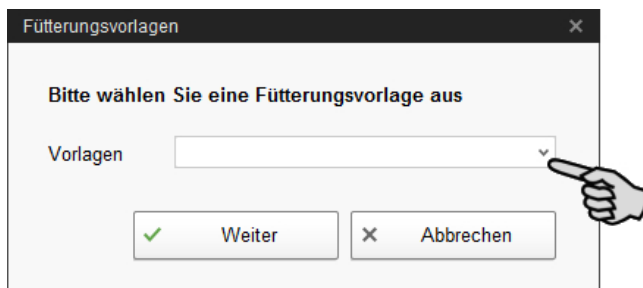 Fütterungsvorlagen
Bitte wählen Sie eine Fütterungsvorlage aus
Vorlagen
Weiter
Abbrechen